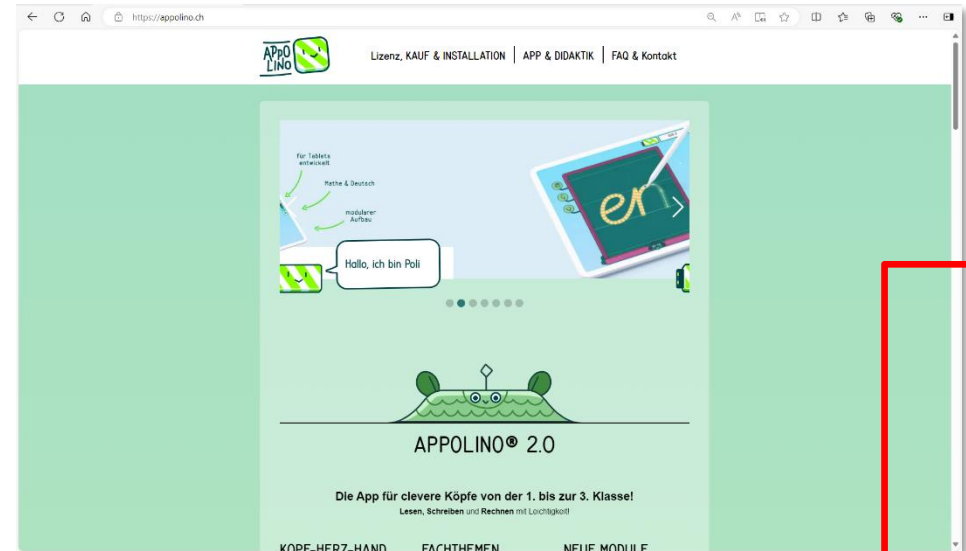 https://appolino.ch
APPO
LINO
Lizenz, KAUF & INSTALLATION | APP & DIDAKTIK | FAQ & Kontakt
für Tablets
entwickelt
Mathe & Deutsch
modularer
Aufbau
en
Hallo, ich bin Poli
APPOLINO® 2.0
Die App für clevere Köpfe von der 1. bis zur 3. Klasse!
Lesen, Schreiben und Rechnen mit Leichtigkeit!
KOPF-HERZ-HAND FACHTHEMEN NEUE MODULE